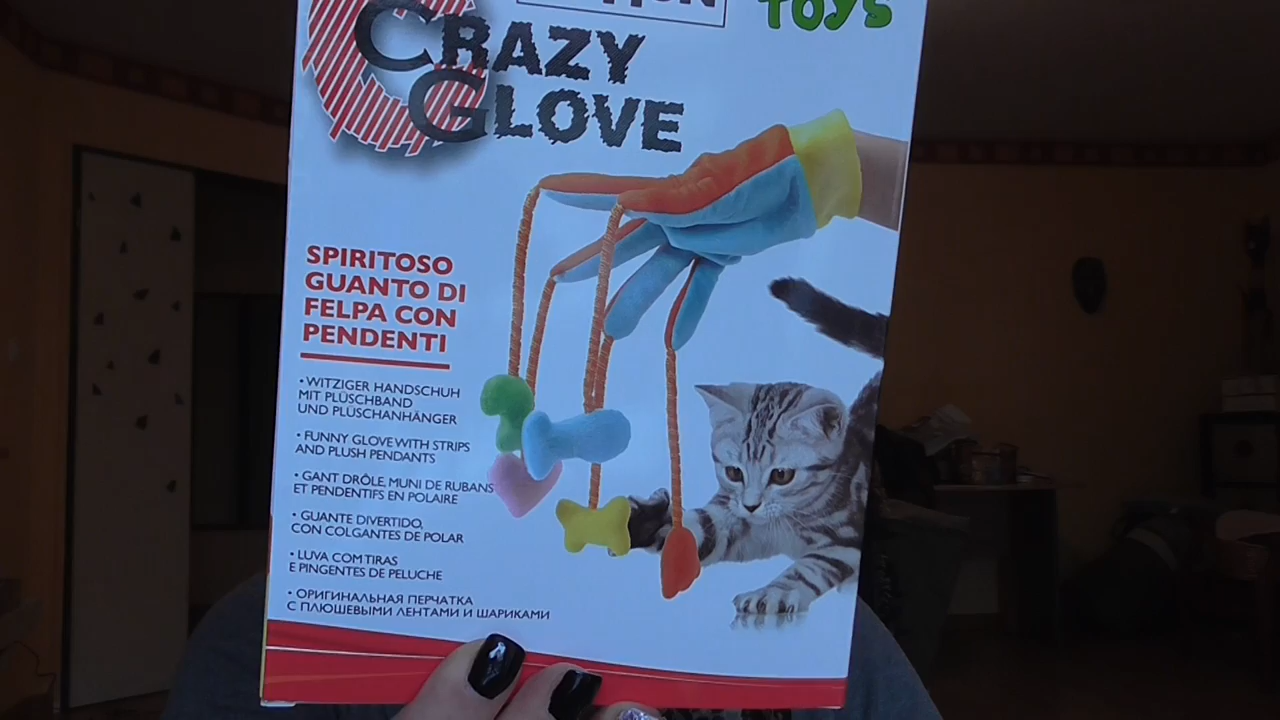 TOYS
CRAZY
GLOVE
SPIRITOSO
GUANTO DI
FELPA CON
PENDENTI
• WITZIGER HANDSCHUH
MIT PLÜSCHBAND
UND PLÜSCHANHÄNGER
• FUNNY GLOVE WITH STRIPS
AND PLUSH PENDANTS
• GANT DRÔLE, MUNI DE RUBANS
ET PENDENTIFS EN POLAIRE
• GUANTE DIVERTIDO,
CON COLGANTES DE POLAR
• LUVA COM TIRAS
E PINGENTES DE PELUCHE
• ОРИГИНАЛЬНАЯ ПЕРЧАТКА
С ПЛЮШЕВЫМИ ЛЕНТАМИ И ШАРИКАМИ